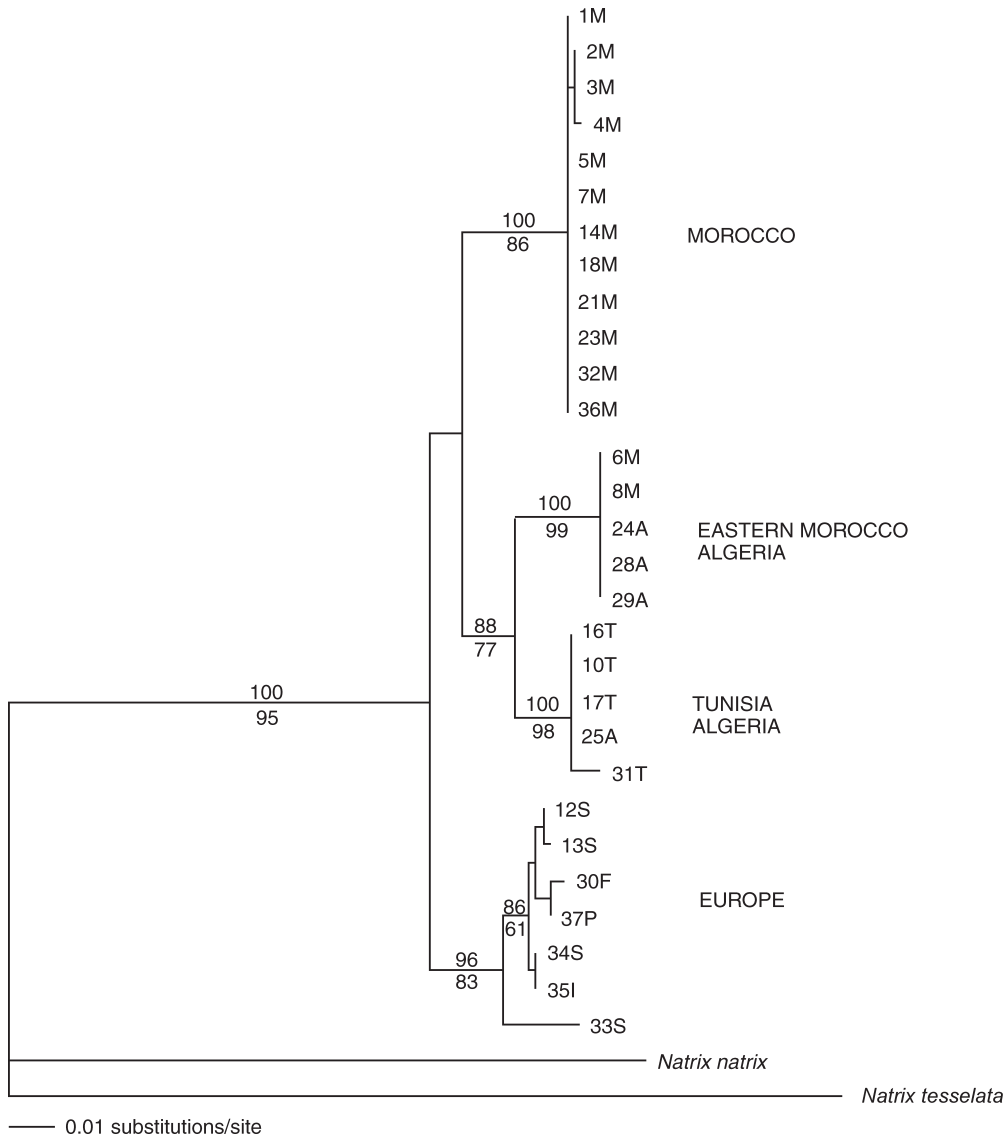 1M
2M
3M
4M
5M
7M
100
86
14M
MOROCCO
18M
21M
23M
32M
36M
6M
8M
100
99
24A
EASTERN MOROCCO
ALGERIA
28A
29A
88
77
16T
10T
100
98
17T
TUNISIA
ALGERIA
25A
31T
100
95
12S
13S
30F
EUROPE
86
61
37P
34S
96
83
35I
33S
Natrix natrix
Natrix tesselata
0.01 substitutions/site